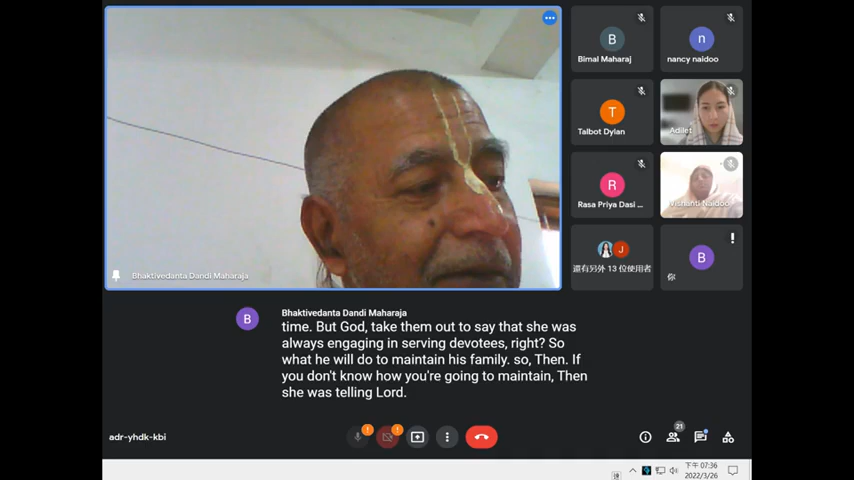 B
Bimal Maharaj
n
nancy naidoo
T
Talbot Dylan
Adilet
R
Rasa Priya Dasi ...
Vishanti Naidoo
J
還有另外 13 位使用者
B
你
Bhaktivedanta Dandi Maharaja
B
Bhaktivedanta Dandi Maharaja
time. But God, take them out to say that she was
always engaging in serving devotees, right? So
what he will do to maintain his family. so, Then. If
you don't know how you're going to maintain, Then
she was telling Lord.
adr-yhdk-kbi
21
下午 07:36
2022/3/26